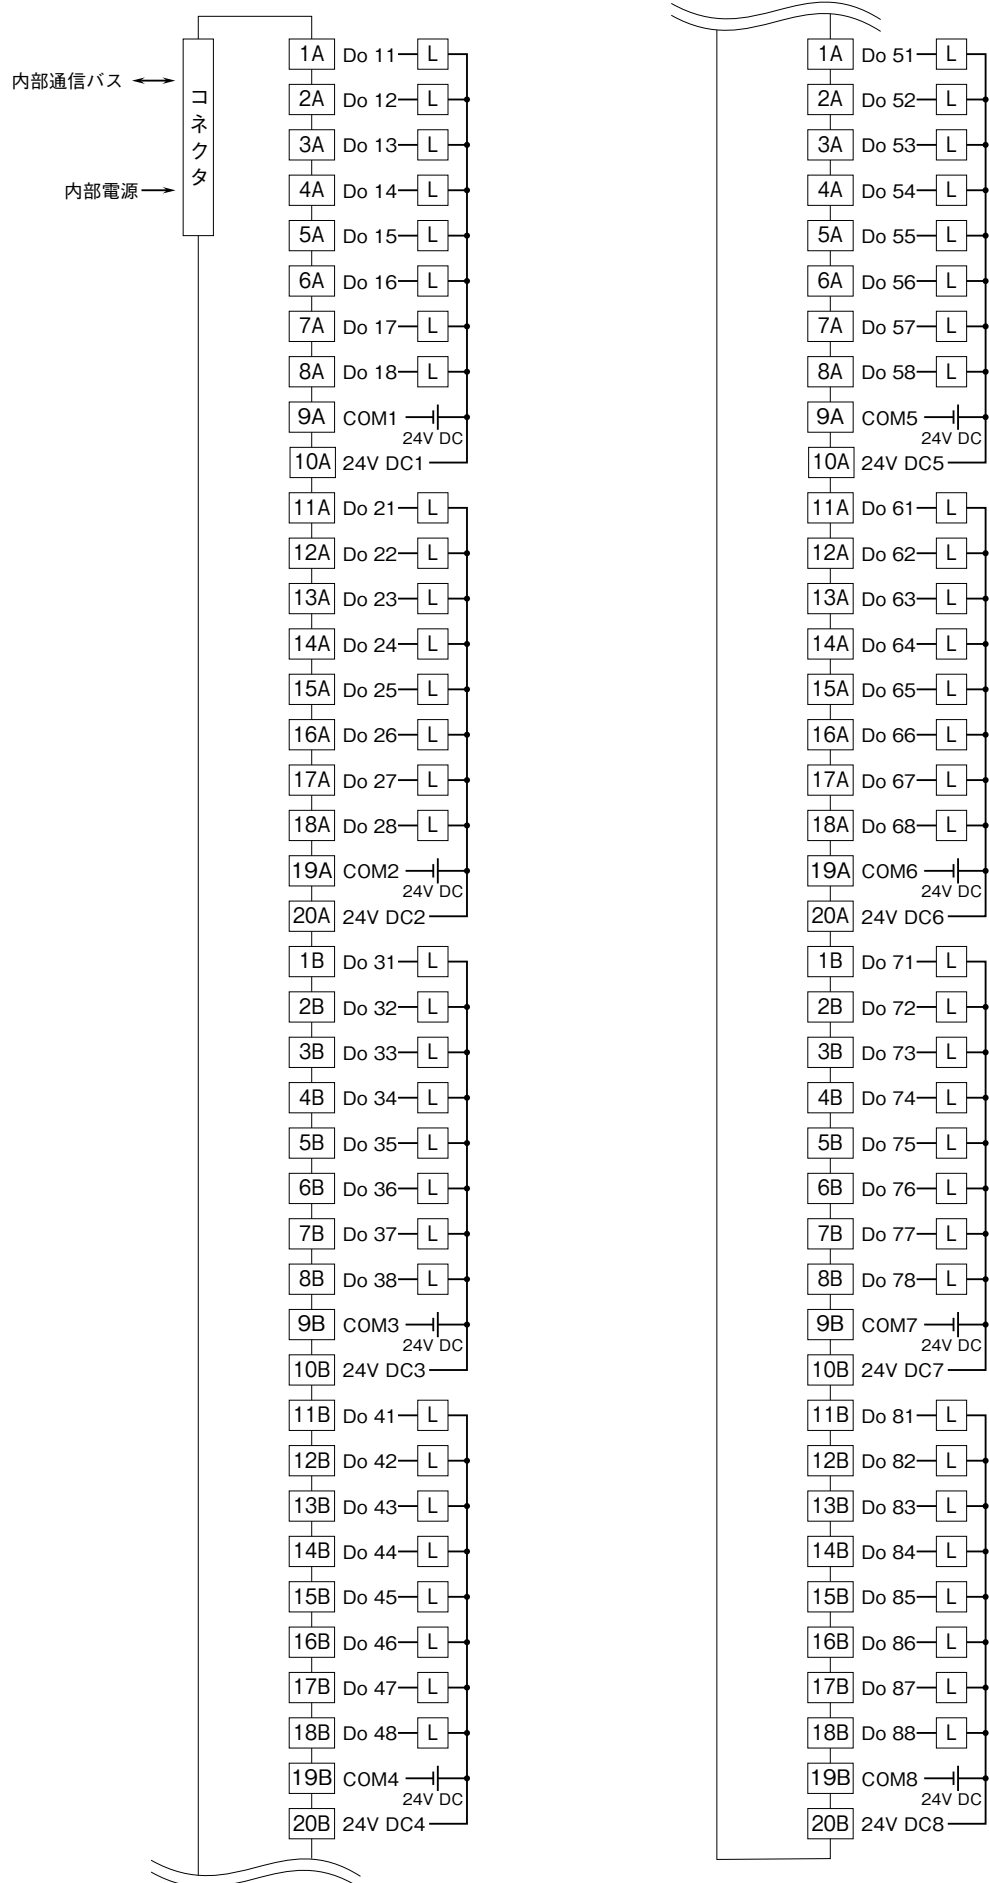 内部通信バス
内部電源
コネクタ
1A Do 11 L
2A Do 12 L
3A Do 13 L
4A Do 14 L
5A Do 15 L
6A Do 16 L
7A Do 17 L
8A Do 18 L
9A COM1
24V DC
10A 24V DC1
11A Do 21 L
12A Do 22 L
13A Do 23 L
14A Do 24 L
15A Do 25 L
16A Do 26 L
17A Do 27 L
18A Do 28 L
19A COM2
24V DC
20A 24V DC2
1B Do 31 L
2B Do 32 L
3B Do 33 L
4B Do 34 L
5B Do 35 L
6B Do 36 L
7B Do 37 L
8B Do 38 L
9B COM3
24V DC
10B 24V DC3
11B Do 41 L
12B Do 42 L
13B Do 43 L
14B Do 44 L
15B Do 45 L
16B Do 46 L
17B Do 47 L
18B Do 48 L
19B COM4
24V DC
20B 24V DC4
1A Do 51 L
2A Do 52 L
3A Do 53 L
4A Do 54 L
5A Do 55 L
6A Do 56 L
7A Do 57 L
8A Do 58 L
9A COM5
24V DC
10A 24V DC5
11A Do 61 L
12A Do 62 L
13A Do 63 L
14A Do 64 L
15A Do 65 L
16A Do 66 L
17A Do 67 L
18A Do 68 L
19A COM6
24V DC
20A 24V DC6
1B Do 71 L
2B Do 72 L
3B Do 73 L
4B Do 74 L
5B Do 75 L
6B Do 76 L
7B Do 77 L
8B Do 78 L
9B COM7
24V DC
10B 24V DC7
11B Do 81 L
12B Do 82 L
13B Do 83 L
14B Do 84 L
15B Do 85 L
16B Do 86 L
17B Do 87 L
18B Do 88 L
19B COM8
24V DC
20B 24V DC8